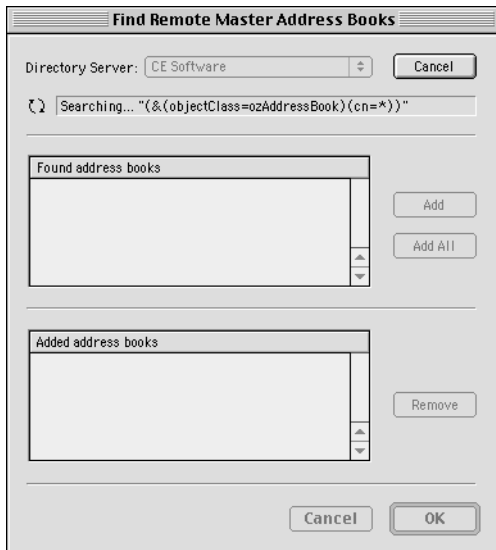 Find Remote Master Address Books
Directory Server: CE Software Cancel
Searching... "(&(objectClass=ozAddressBook)(cn=*))"
Found address books
Add
Add All
Added address books
Remove
Cancel OK